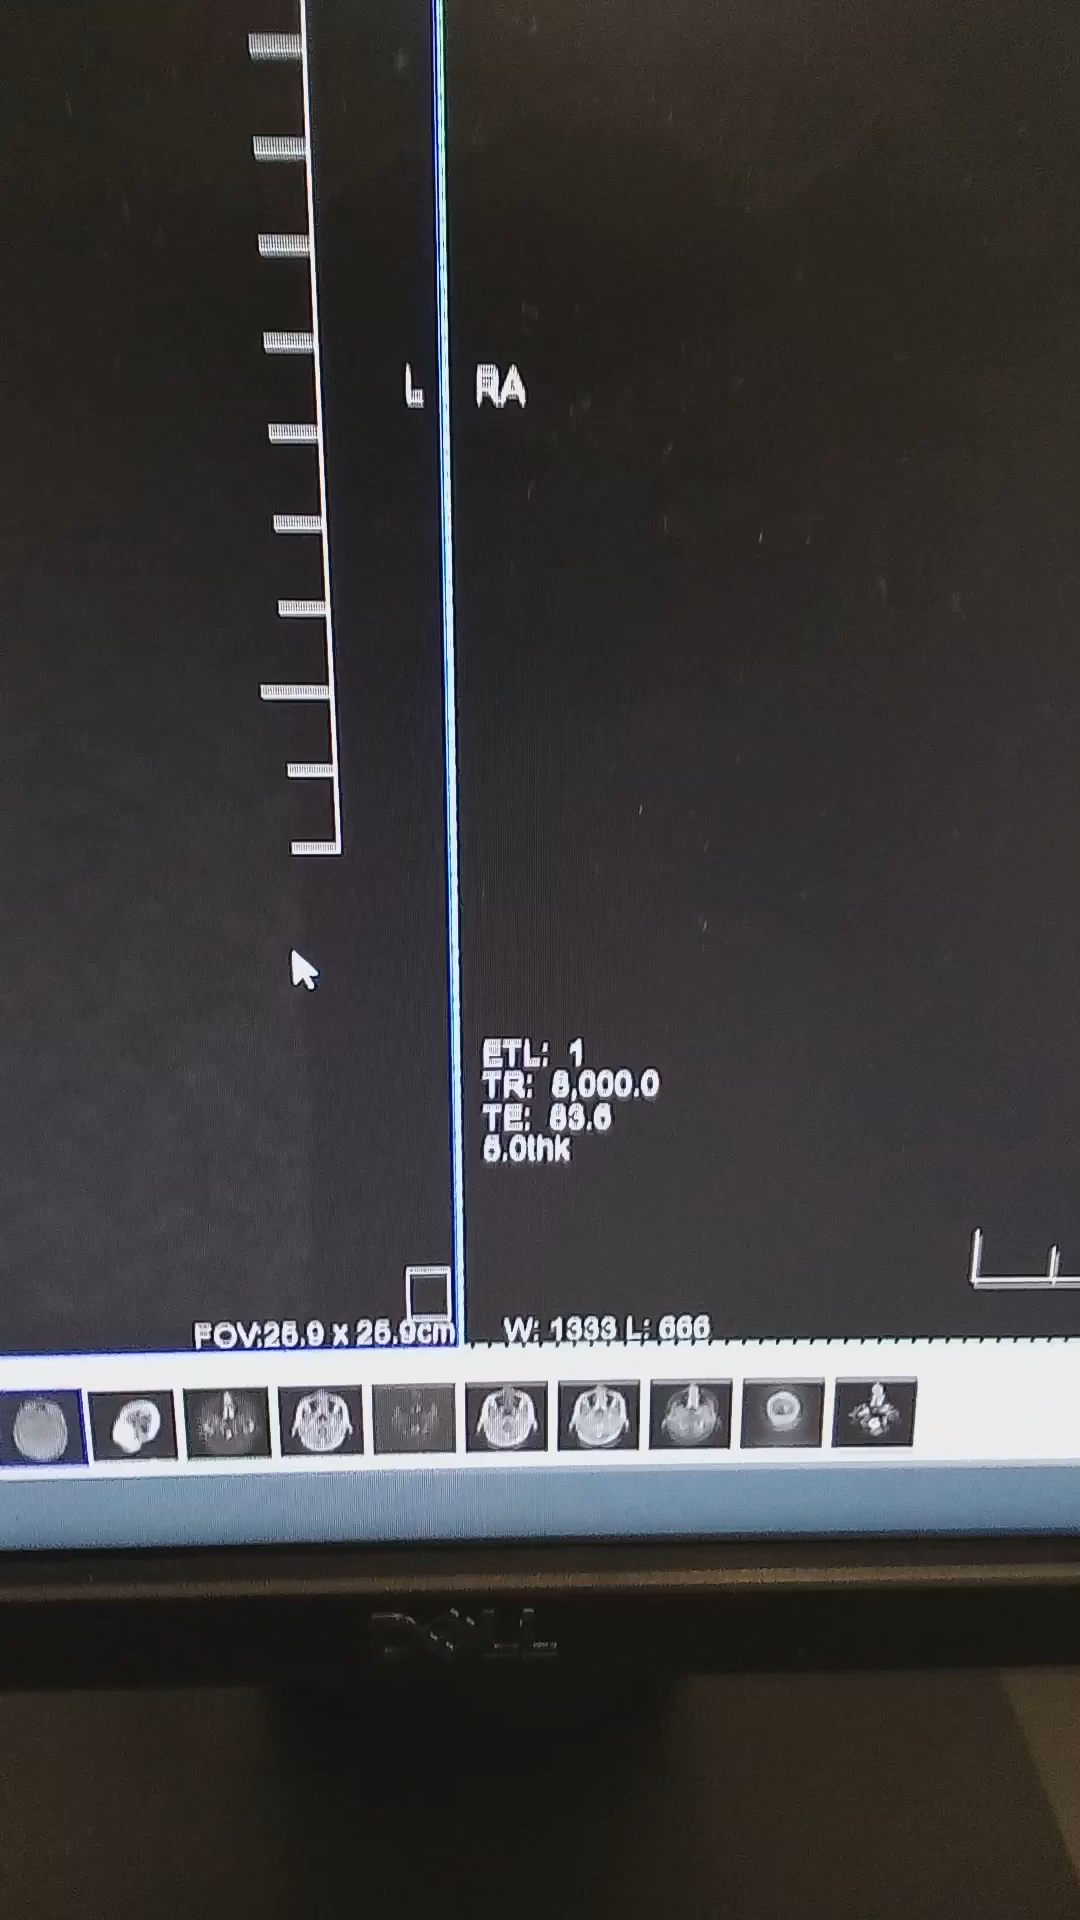 L
RA
ETL: 1
TR: 8,000.0
TE: 83.6
5.0thk
FOV:25.9 x 25.9cm
W: 1333 L: 666
DELL